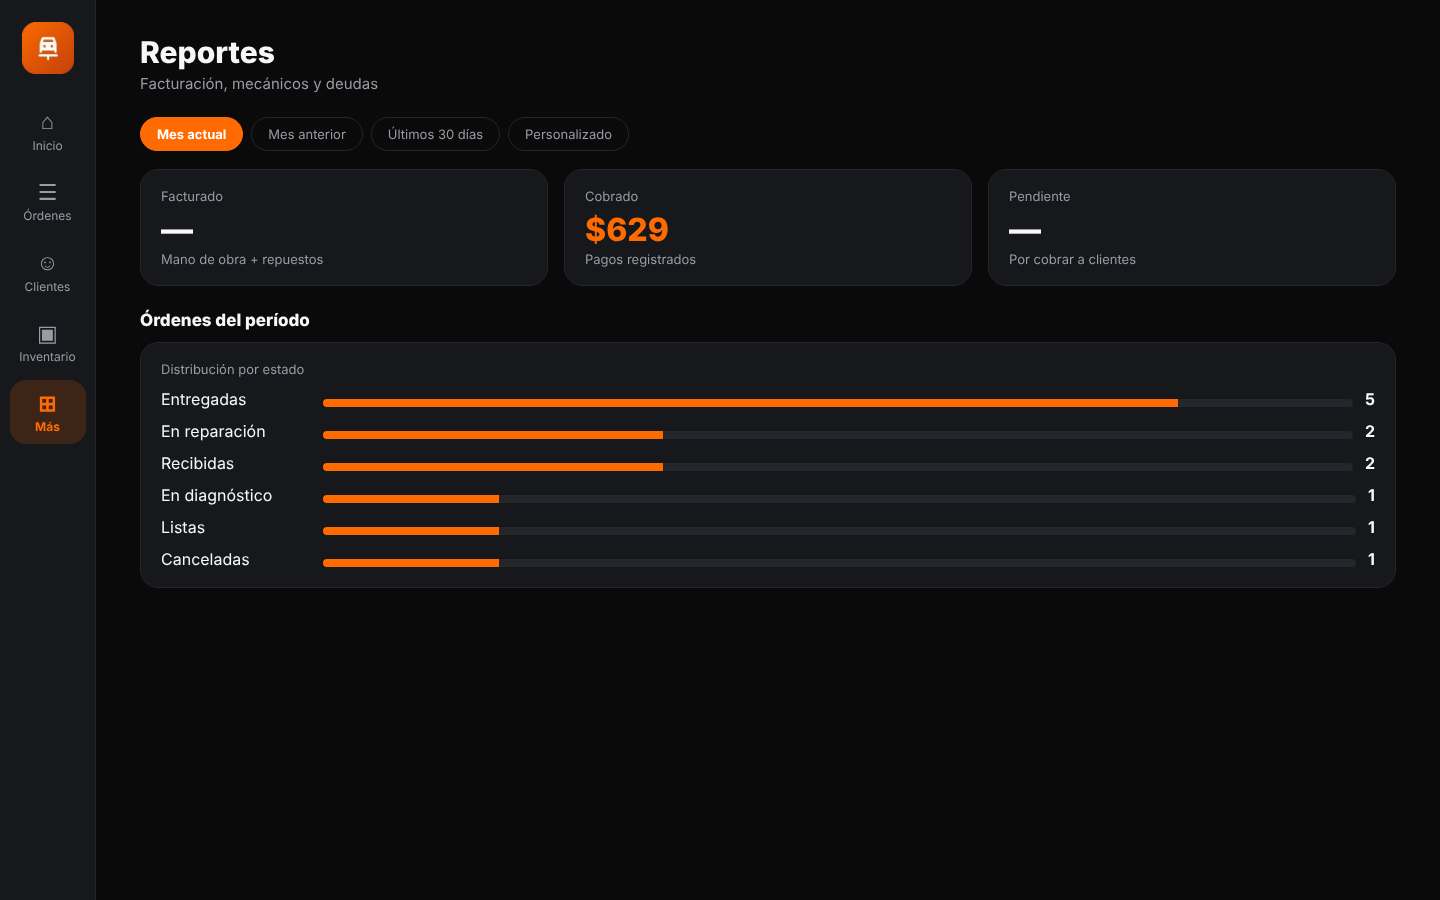 Reportes
Facturación, mecánicos y deudas
Mes actual
Mes anterior
Últimos 30 días
Personalizado
Facturado
—
Mano de obra + repuestos
Cobrado
$629
Pagos registrados
Pendiente
—
Por cobrar a clientes
Órdenes del período
Distribución por estado
Entregadas 5
En reparación 2
Recibidas 2
En diagnóstico 1
Listas 1
Canceladas 1
Inicio
Órdenes
Clientes
Inventario
Más